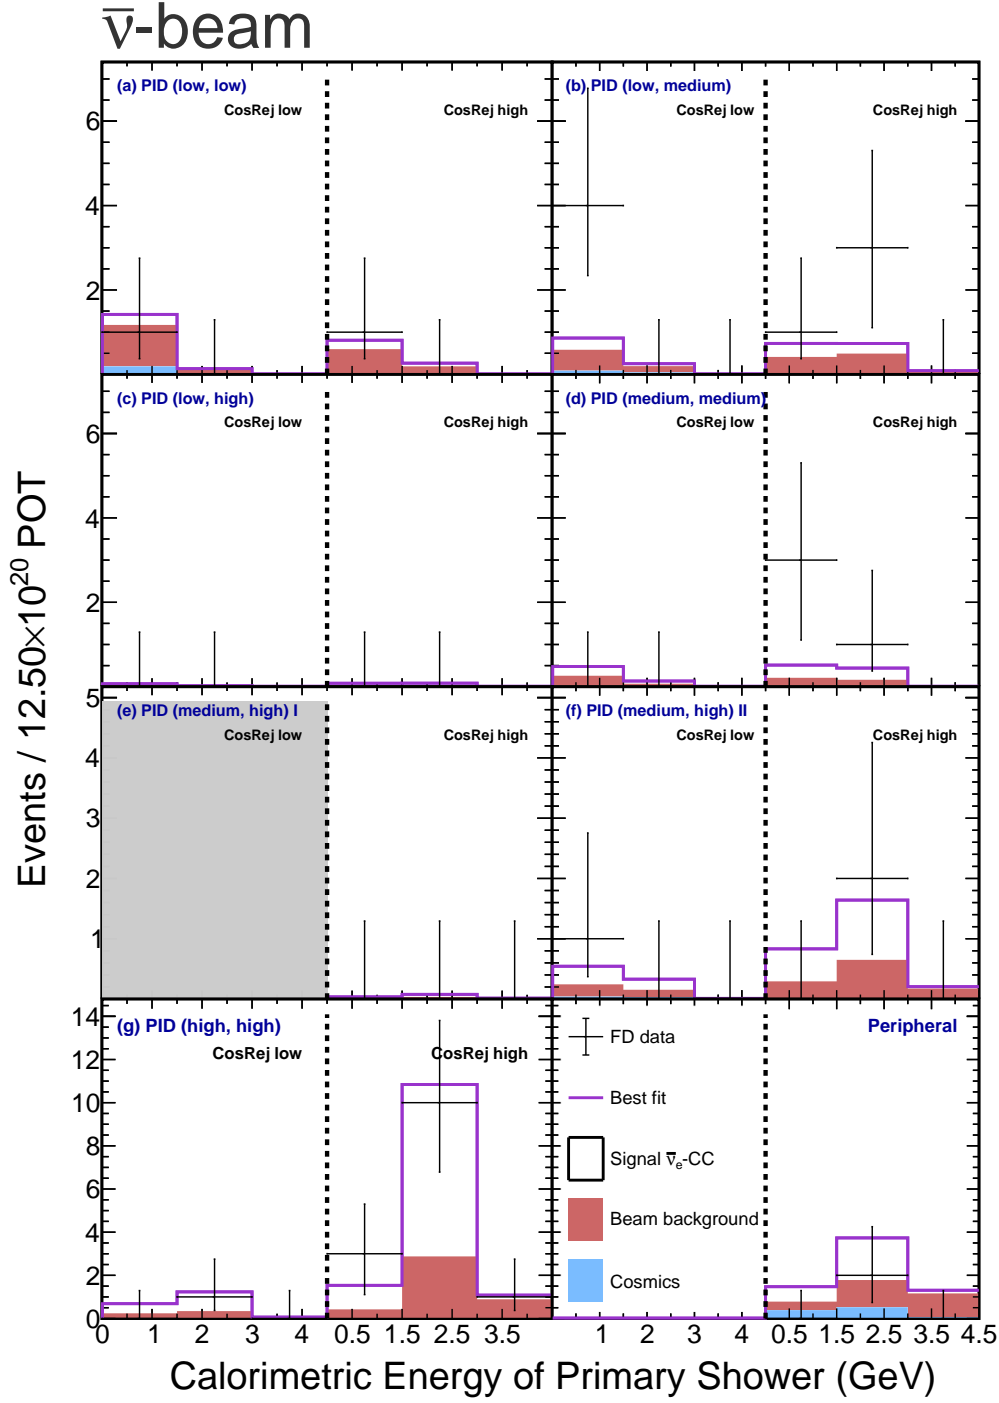 ν̅-beam
(a) PID (low, low)
CosRej low
CosRej high
(b) PID (low, medium)
CosRej low
CosRej high
6
4
2
(c) PID (low, high)
CosRej low
CosRej high
(d) PID (medium, medium)
CosRej low
CosRej high
6
4
2
Events / 12.50×10²⁰ POT
(e) PID (medium, high) I
CosRej low
CosRej high
(f) PID (medium, high) II
CosRej low
CosRej high
5
4
3
2
1
(g) PID (high, high)
CosRej low
CosRej high
14
12
10
8
6
4
2
0
Peripheral
FD data
Best fit
Signal ν̅ₑ-CC
Beam background
Cosmics
0 1 2 3 4 0.5 1.5 2.5 3.5 1 2 3 4 0.5 1.5 2.5 3.5 4.5
Calorimetric Energy of Primary Shower (GeV)